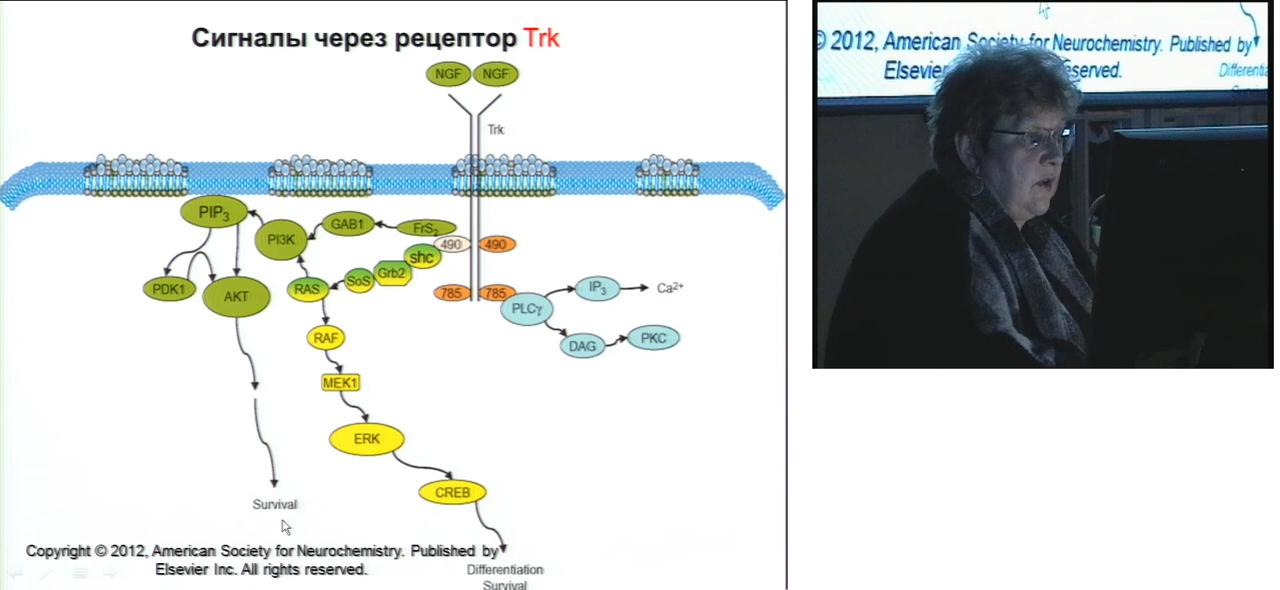 Сигналы через рецептор Trk
NGF NGF
Trk
PIP3
PI3K
GAB1
FrS2
490 490
shc
Grb2
SoS
RAS
PDK1
AKT
785 785
PLCγ
IP3
Ca2+
DAG
PKC
RAF
MEK1
ERK
CREB
Survival
Copyright © 2012, American Society for Neurochemistry. Published by
Elsevier Inc. All rights reserved.
Differentiation
Survival
© 2012, American Society for Neurochemistry. Published by
Elsevier eserved.
Differentia